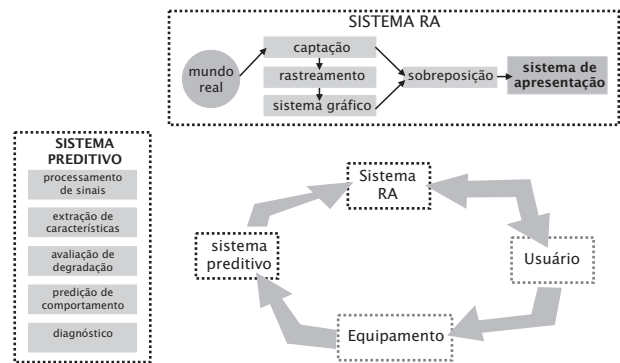 SISTEMA RA
mundo
real
captação
rastreamento
sistema gráfico
sobreposição
sistema de
apresentação
SISTEMA
PREDITIVO
processamento
de sinais
extração de
características
avaliação de
degradação
predição de
comportamento
diagnóstico
Sistema
RA
sistema
preditivo
Usuário
Equipamento